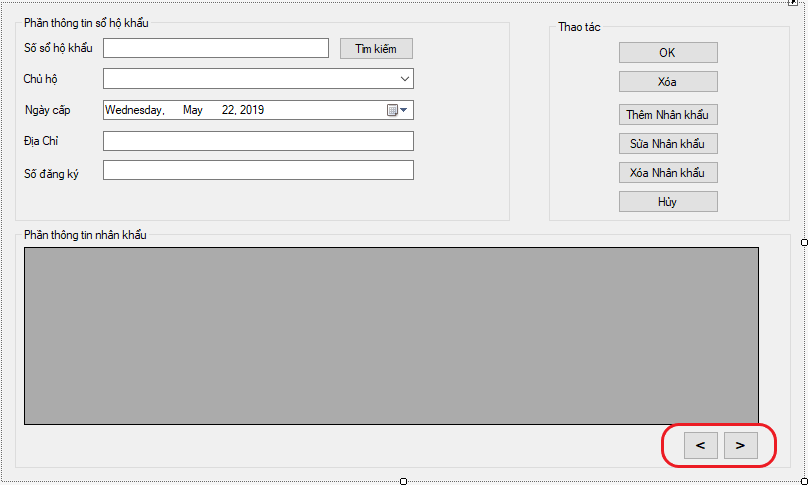 Phần thông tin sổ hộ khẩu
Số sổ hộ khẩu
Tìm kiếm
Chủ hộ
Ngày cấp
Wednesday, May 22, 2019
Địa Chỉ
Số đăng ký
Thao tác
OK
Xóa
Thêm Nhân khẩu
Sửa Nhân khẩu
Xóa Nhân khẩu
Hủy
Phần thông tin nhân khẩu
< >